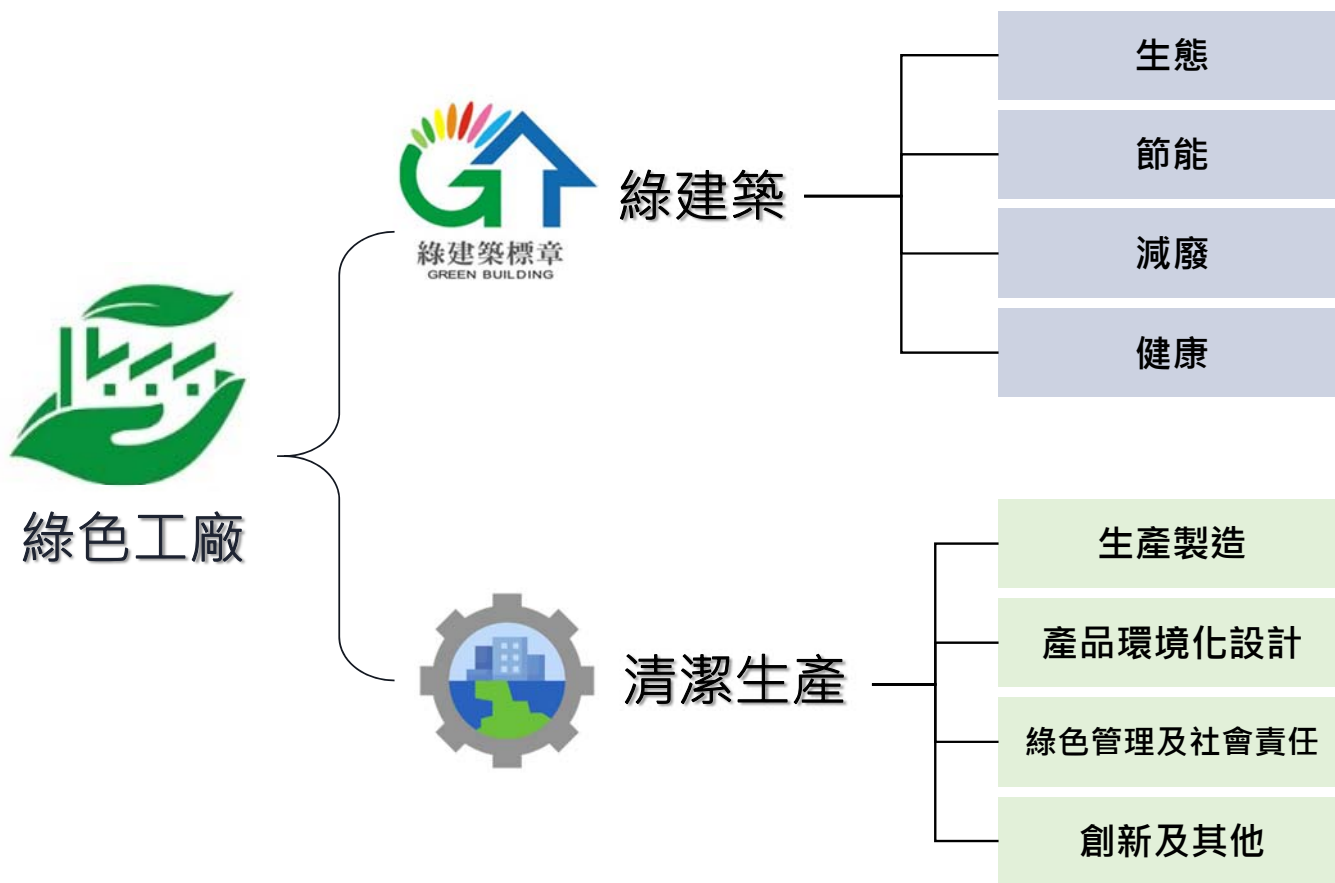 綠色工廠
綠建築標章
GREEN BUILDING
綠建築
生態
節能
減廢
健康
清潔生產
生產製造
產品環境化設計
綠色管理及社會責任
創新及其他